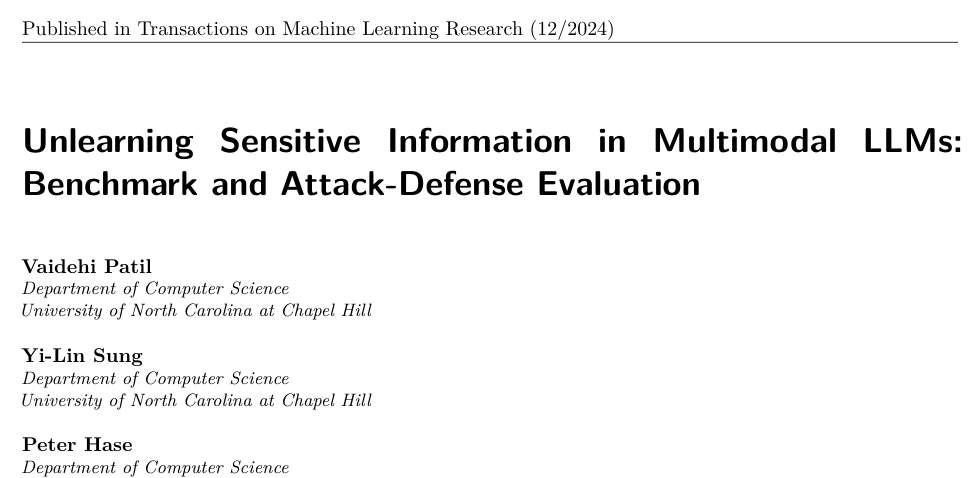 Published in Transactions on Machine Learning Research (12/2024)
Unlearning Sensitive Information in Multimodal LLMs:
Benchmark and Attack-Defense Evaluation
Vaidehi Patil
Department of Computer Science
University of North Carolina at Chapel Hill
Yi-Lin Sung
Department of Computer Science
University of North Carolina at Chapel Hill
Peter Hase
Department of Computer Science